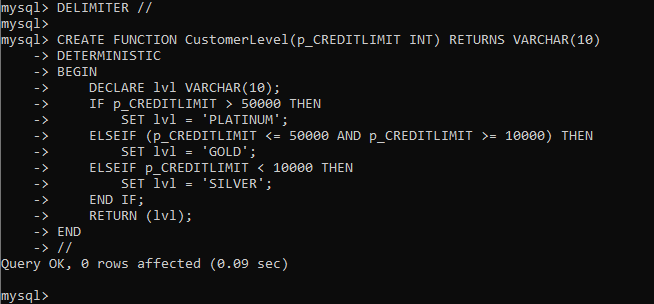 mysql> DELIMITER //
mysql>
mysql> CREATE FUNCTION CustomerLevel(p_CREDITLIMIT INT) RETURNS VARCHAR(10)
    -> DETERMINISTIC
    -> BEGIN
    ->     DECLARE lvl VARCHAR(10);
    ->     IF p_CREDITLIMIT > 50000 THEN
    ->         SET lvl = 'PLATINUM';
    ->     ELSEIF (p_CREDITLIMIT <= 50000 AND p_CREDITLIMIT >= 10000) THEN
    ->         SET lvl = 'GOLD';
    ->     ELSEIF p_CREDITLIMIT < 10000 THEN
    ->         SET lvl = 'SILVER';
    ->     END IF;
    ->     RETURN (lvl);
    -> END
    -> //
Query OK, 0 rows affected (0.09 sec)

mysql>